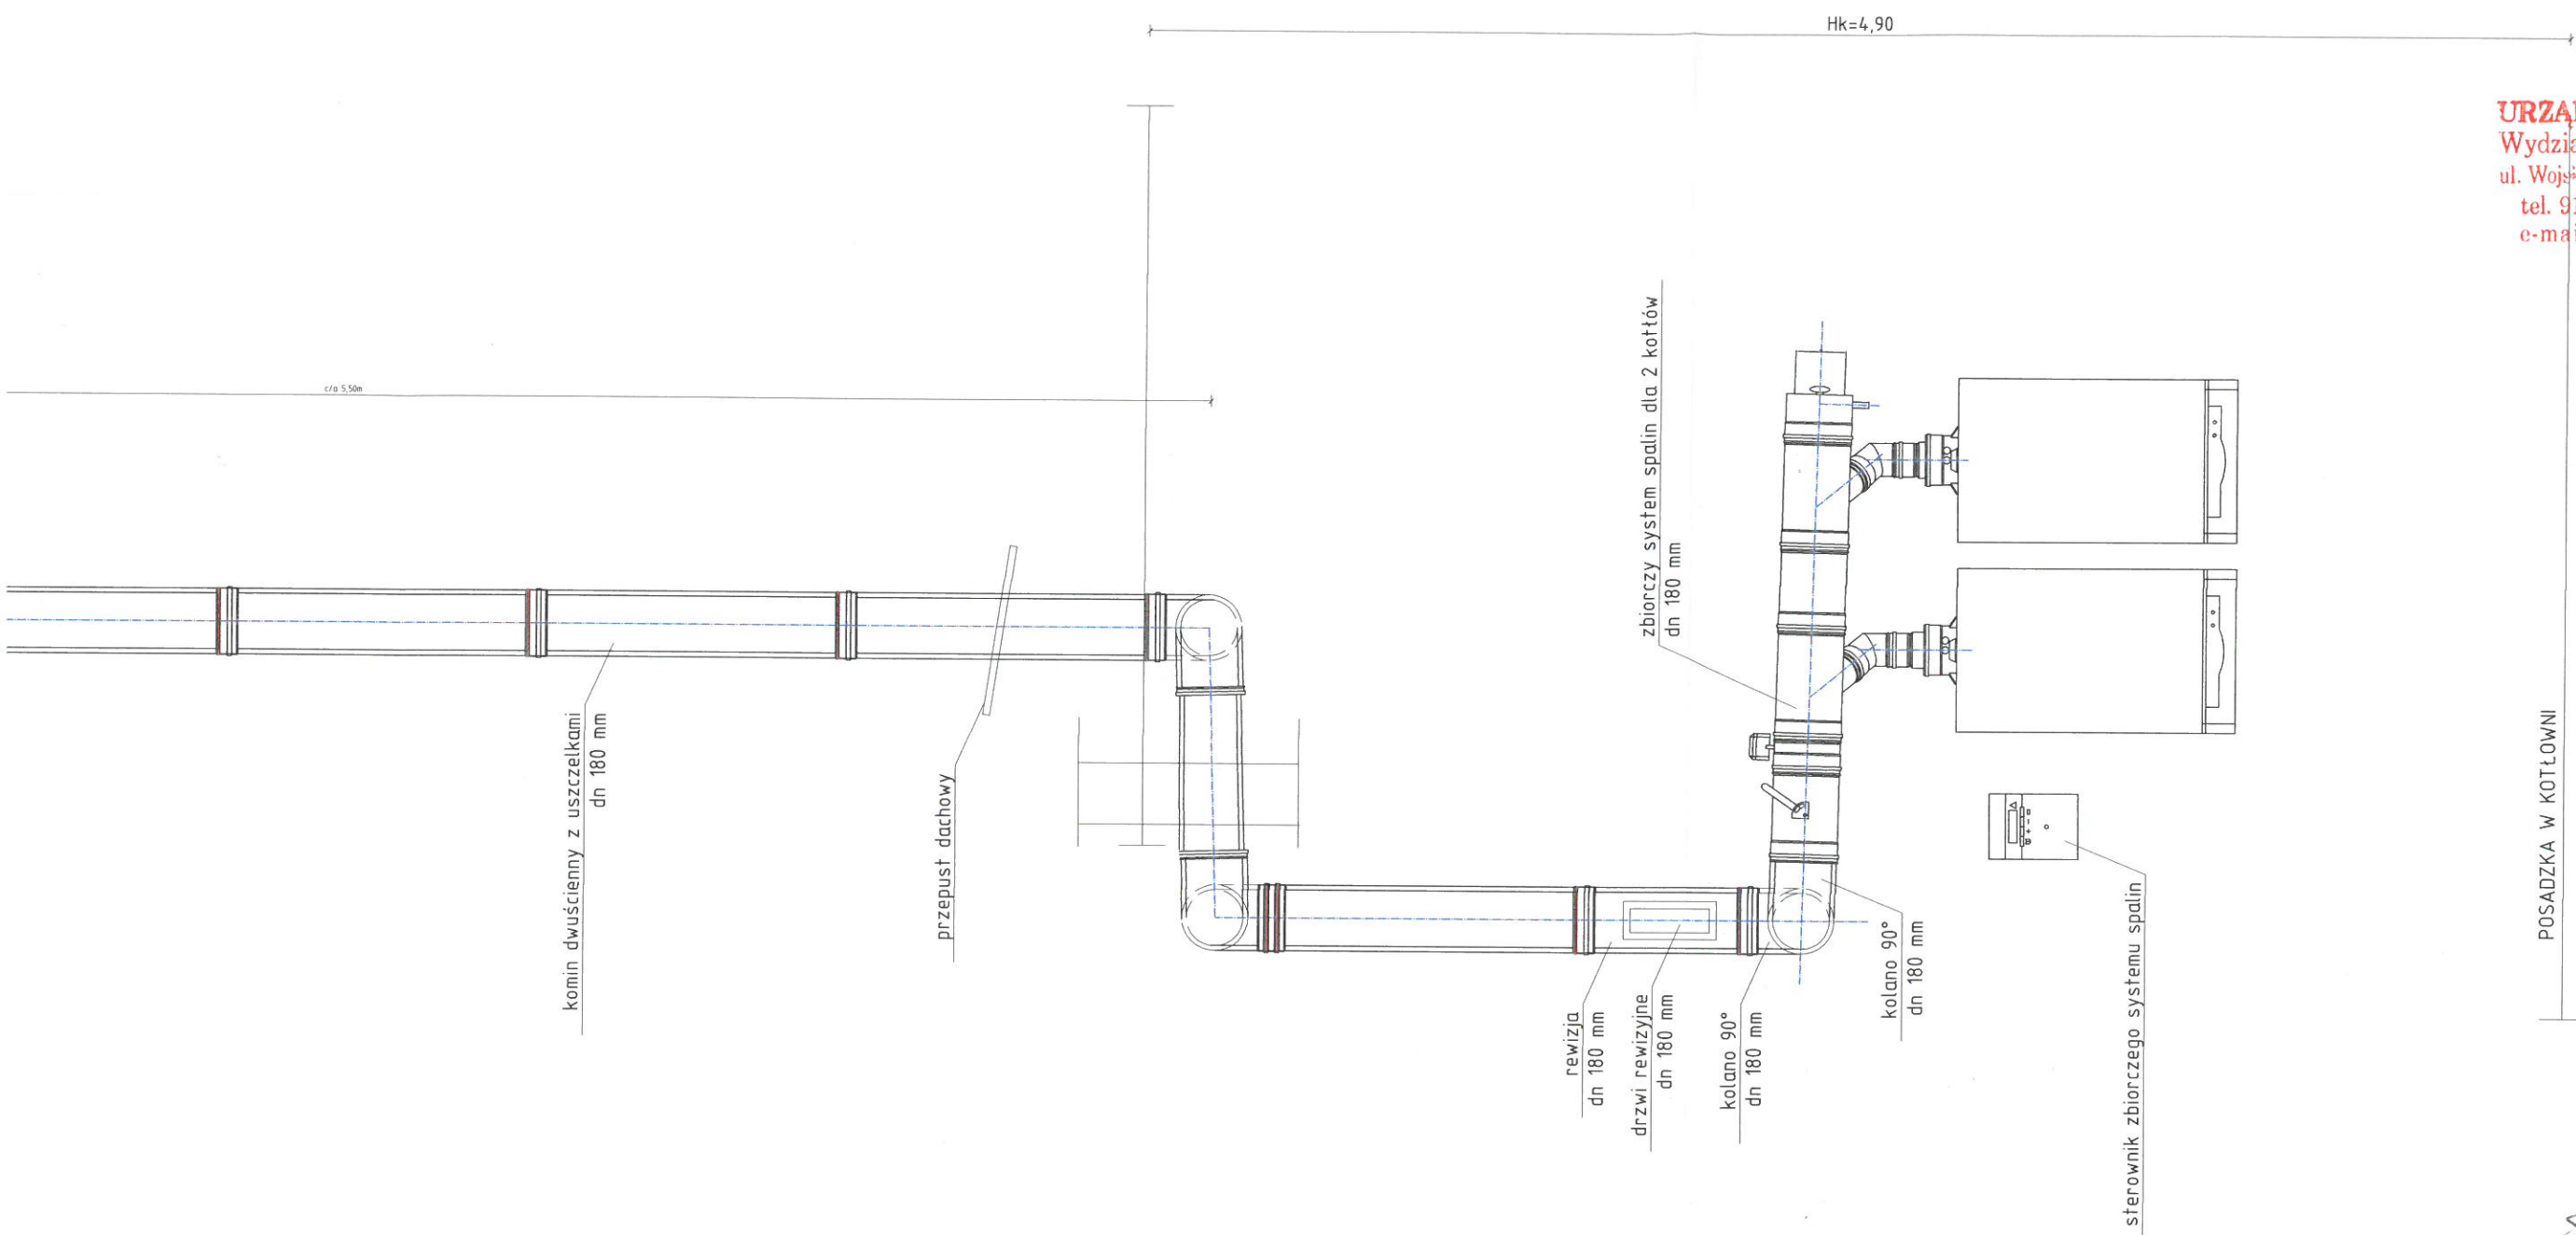 Hk=4,90
URZĄ
Wydzia
ul. Wojs
tel. 91
e-mai
c/a 5,50m
zbiorczy system spalin dla 2 kotłów
dn 180 mm
komin dwuścienny z uszczelkami
dn 180 mm
przepust dachowy
rewizja
dn 180 mm
drzwi rewizyjne
dn 180 mm
kolano 90°
dn 180 mm
kolano 90°
dn 180 mm
sterownik zbiorczego systemu spalin
POSADZKA W KOTŁOWNI